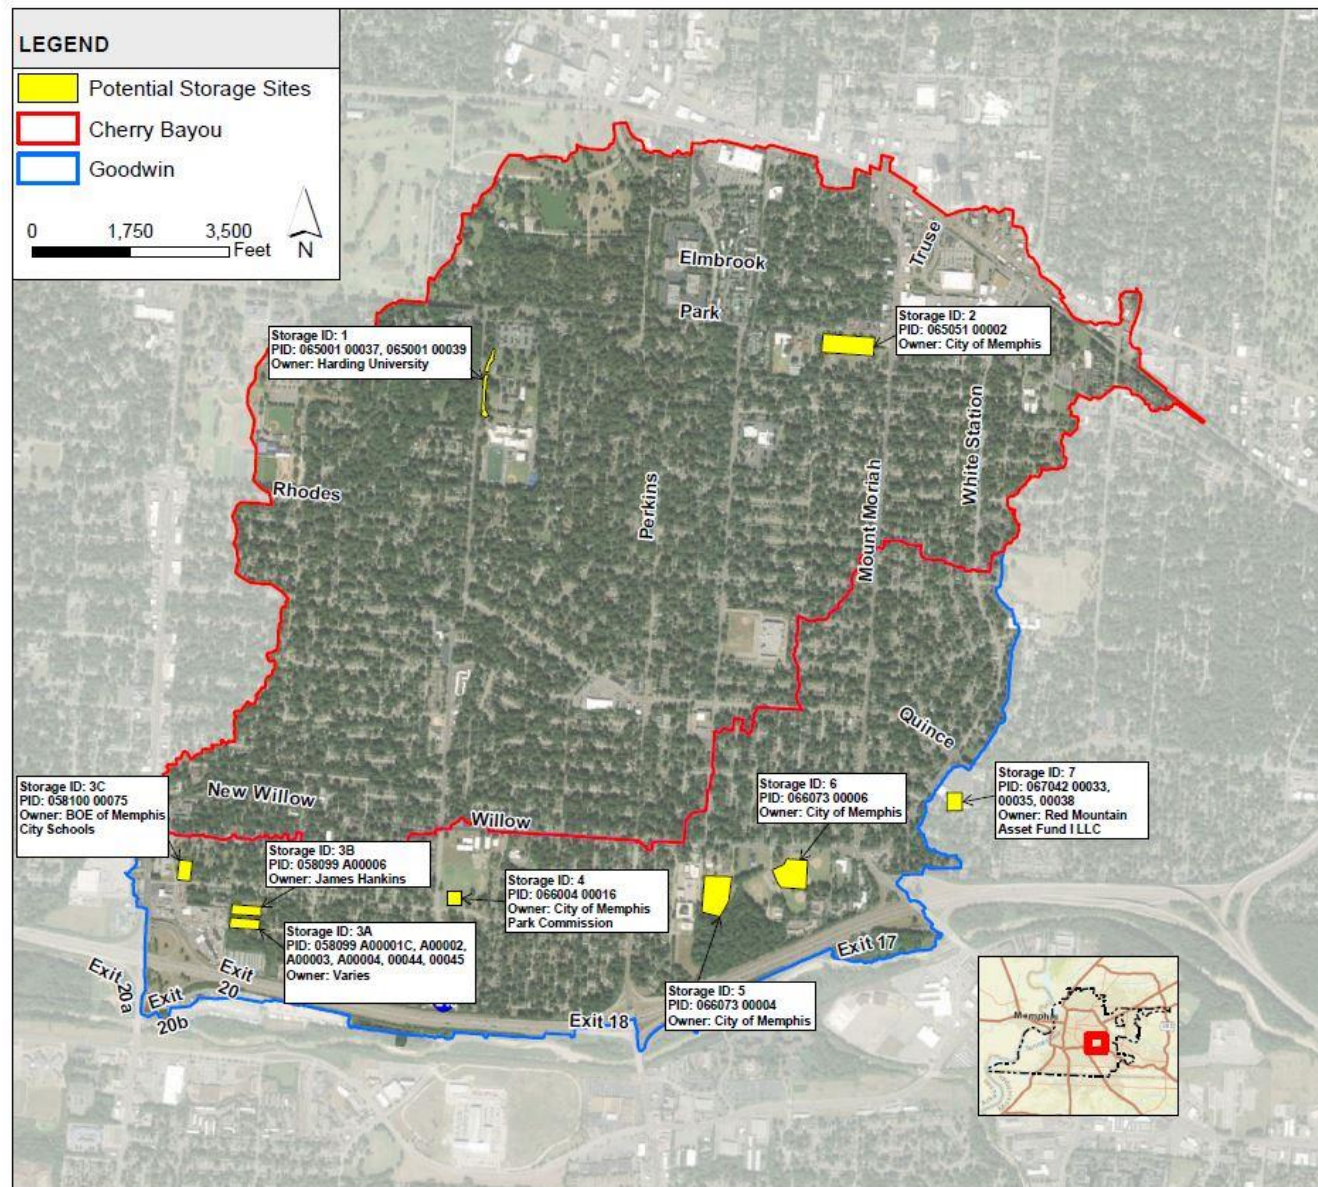 LEGEND
Potential Storage Sites
Cherry Bayou
Goodwin
0 1,750 3,500
Feet
N
Elmbrook
Truse
Park
Storage ID: 2
PID: 065051 00002
Owner: City of Memphis
Storage ID: 1
PID: 065001 00037, 065001 00039
Owner: Harding University
White Station
Rhodes
Perkins
Mount Moriah
Quince
New Willow
Willow
Storage ID: 3C
PID: 058100 00075
Owner: BOE of Memphis
City Schools
Storage ID: 6
PID: 066073 00006
Owner: City of Memphis
Storage ID: 7
PID: 067042 00033,
00035, 00038
Owner: Red Mountain
Asset Fund I LLC
Storage ID: 3B
PID: 058099 A00006
Owner: James Hankins
Storage ID: 4
PID: 066004 00016
Owner: City of Memphis
Park Commission
Storage ID: 3A
PID: 058099 A00001C, A00002,
A00003, A00004, 00044, 00045
Owner: Varies
Exit 17
Exit
20a
Exit
20
Exit
20b
Storage ID: 5
PID: 066073 00004
Owner: City of Memphis
Exit 18
Memphis